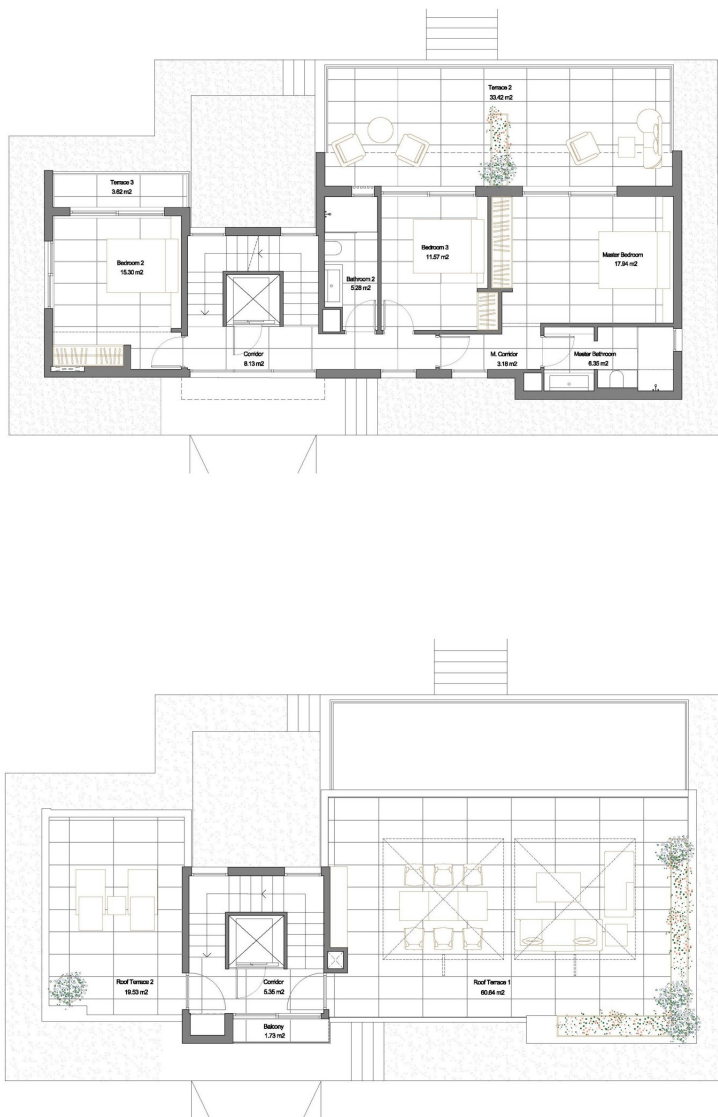 Terrace 2
33.42 m2
Terrace 3
3.62 m2
Bedroom 2
15.30 m2
Bedroom 3
11.57 m2
Master Bedroom
17.94 m2
Bathroom 2
5.28 m2
Corridor
8.13 m2
M. Corridor
3.18 m2
Master Bathroom
6.35 m2
Roof Terrace 2
19.53 m2
Corridor
5.35 m2
Roof Terrace 1
60.64 m2
Balcony
1.73 m2